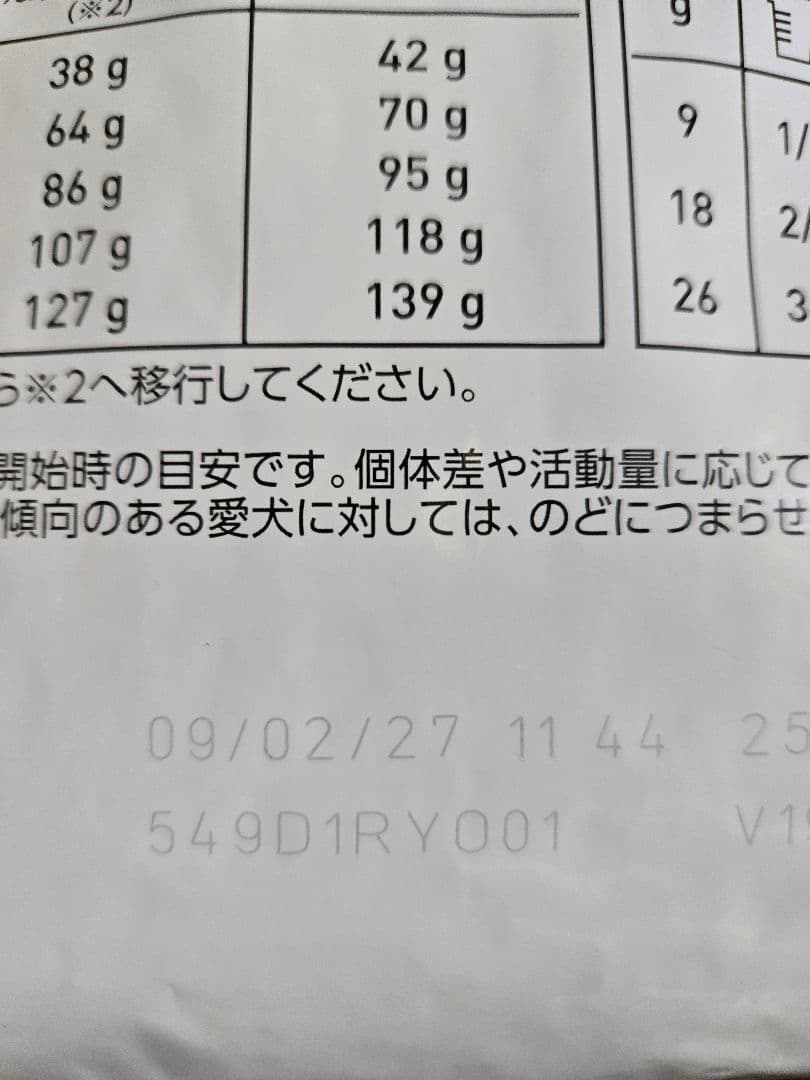 (※2)
38 g 42 g
64 g 70 g
86 g 95 g
107 g 118 g
127 g 139 g
g
9 1/
18 2/
26 3
ら※2へ移行してください。
開始時の目安です。個体差や活動量に応じて
傾向のある愛犬に対しては、のどにつまらせ
09/02/27 11 44 25
549D1RYO01 V1